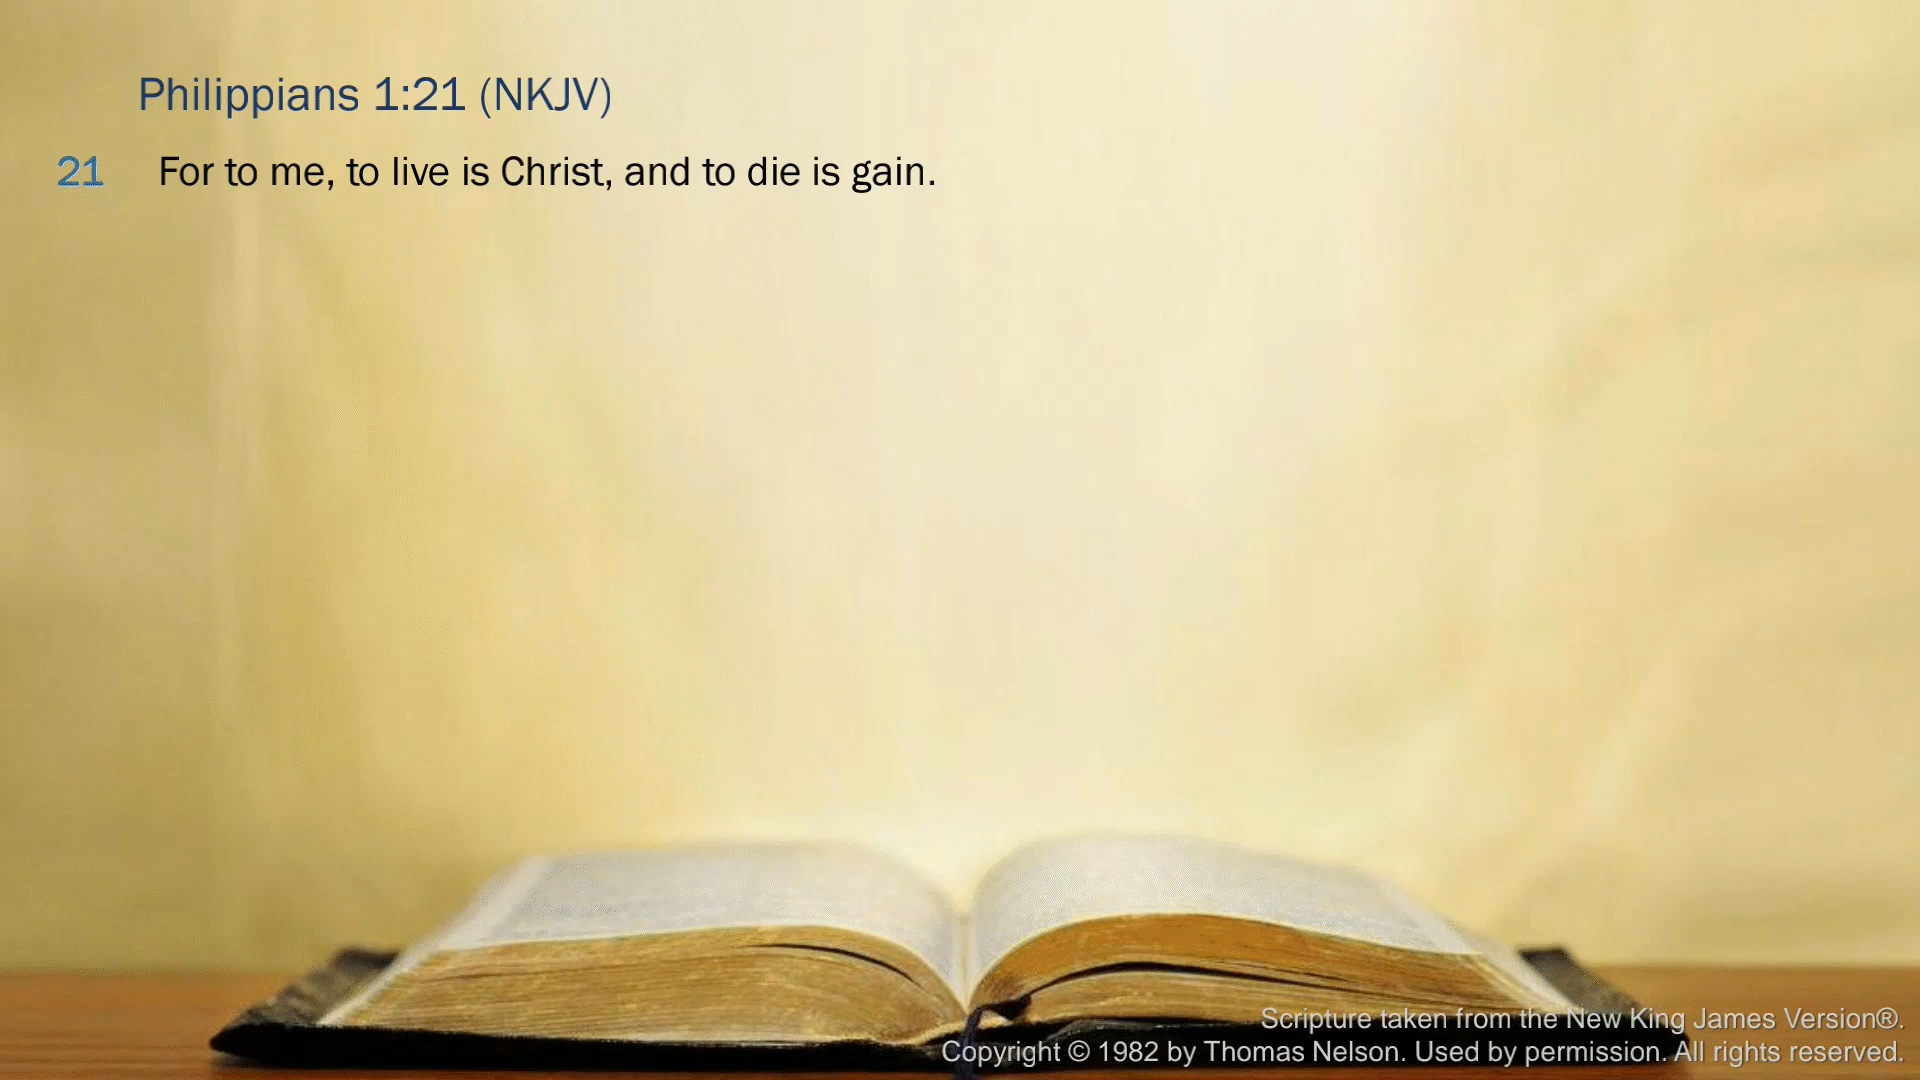 Philippians 1:21 (NKJV)
21 For to me, to live is Christ, and to die is gain.
Scripture taken from the New King James Version®.
Copyright © 1982 by Thomas Nelson. Used by permission. All rights reserved.